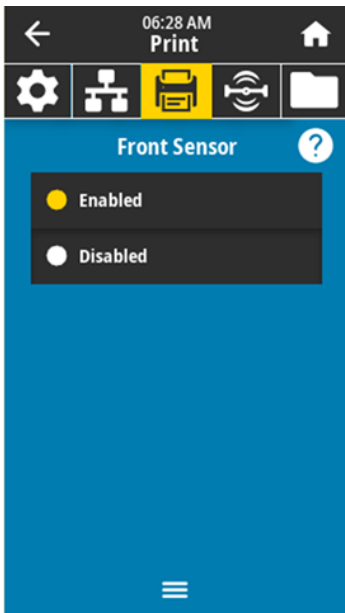 06:28 AM
Print
Front Sensor
?
Enabled
Disabled